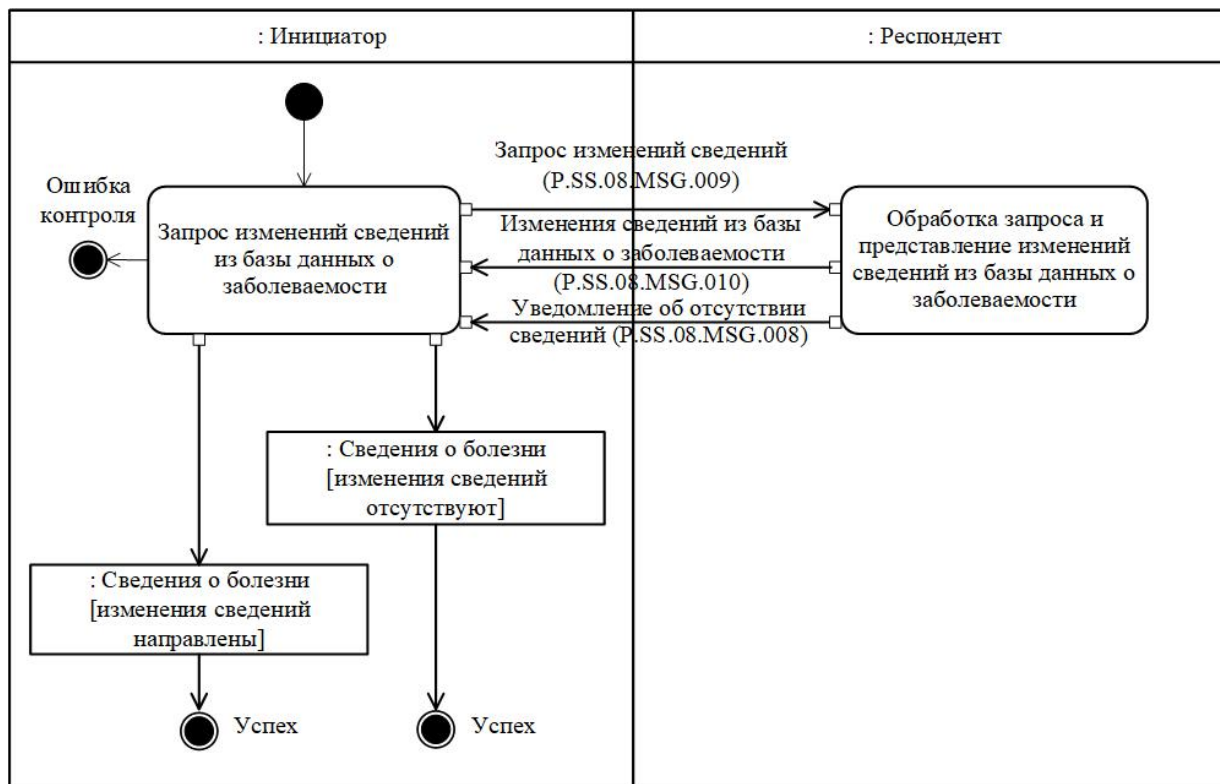 : Инициатор
: Респондент
Запрос изменений сведений
(P.SS.08.MSG.009)
Ошибка
контроля
Запрос изменений сведений
из базы данных о
заболеваемости
Изменения сведений из базы
данных о заболеваемости
(P.SS.08.MSG.010)
Уведомление об отсутствии
сведений (P.SS.08.MSG.008)
Обработка запроса и
представление изменений
сведений из базы данных о
заболеваемости
: Сведения о болезни
[изменения сведений
отсутствуют]
: Сведения о болезни
[изменения сведений
направлены]
Успех
Успех